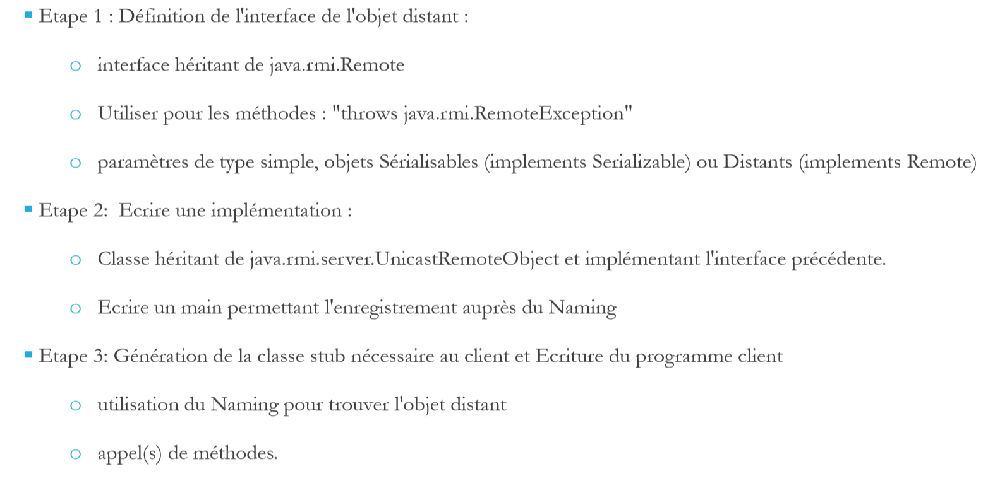 Etape 1 : Définition de l'interface de l'objet distant :
interface héritant de java.rmi.Remote
Utiliser pour les méthodes : "throws java.rmi.RemoteException"
paramètres de type simple, objets Sérialisables (implements Serializable) ou Distants (implements Remote)
Etape 2:  Ecrire une implémentation :
Classe héritant de java.rmi.server.UnicastRemoteObject et implémentant l'interface précédente.
Ecrire un main permettant l'enregistrement auprès du Naming
Etape 3: Génération de la classe stub nécessaire au client et Ecriture du programme client
utilisation du Naming pour trouver l'objet distant
appel(s) de méthodes.